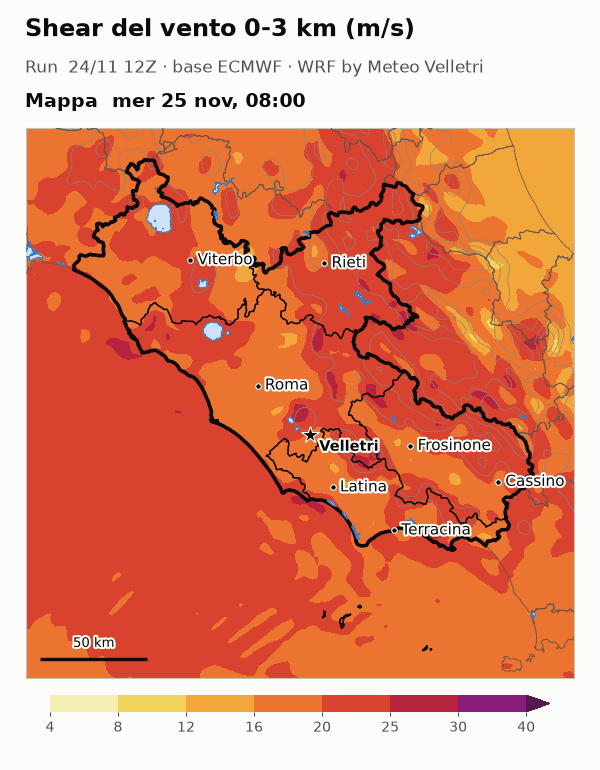 Shear del vento 0-3 km (m/s)
Run  24/11 12Z · base ECMWF · WRF by Meteo Velletri
Mappa  mer 25 nov, 08:00
Viterbo
Rieti
Roma
Velletri
Frosinone
Latina
Cassino
Terracina
50 km
4 8 12 16 20 25 30 40